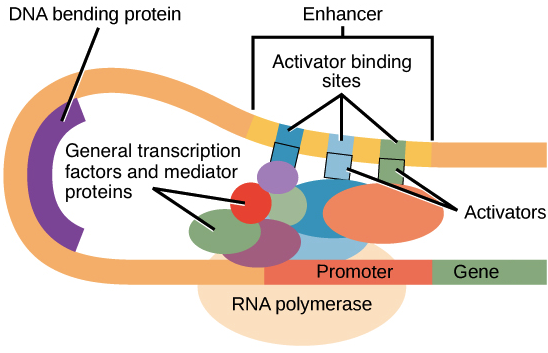 DNA bending protein
Enhancer
Activator binding
sites
General transcription
factors and mediator
proteins
Activators
Promoter
Gene
RNA polymerase